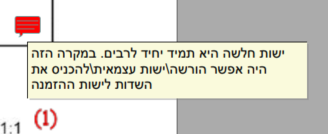 ישות חלשה היא תמיד יחיד לרבים. במקרה הזה
היה אפשר הורשה\ישות עצמאית\להכניס את
השדות לישות ההזמנה
1:1 (1)